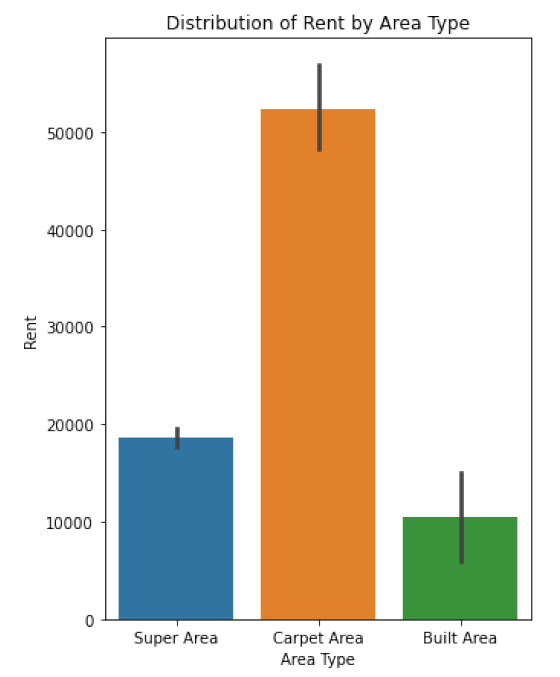 Distribution of Rent by Area Type
50000
40000
30000
20000
10000
0
Rent
Super Area
Carpet Area
Built Area
Area Type